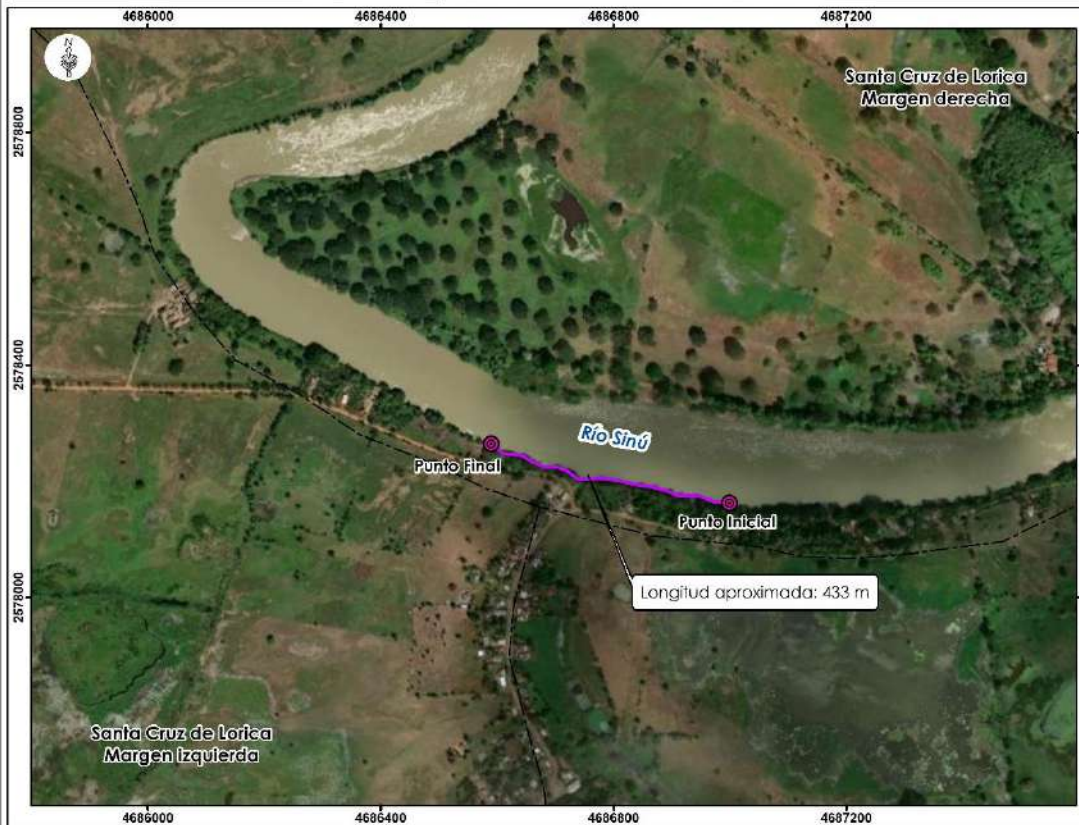 4686000 4686400 4686800 4687200
N
Santa Cruz de Lorica
Margen derecha
2578800
2578400
Río Sinú
Punto Final
Punto Inicial
Longitud aproximada: 433 m
2578000
Santa Cruz de Lorica
Margen Izquierda
4686000 4686400 4686800 4687200